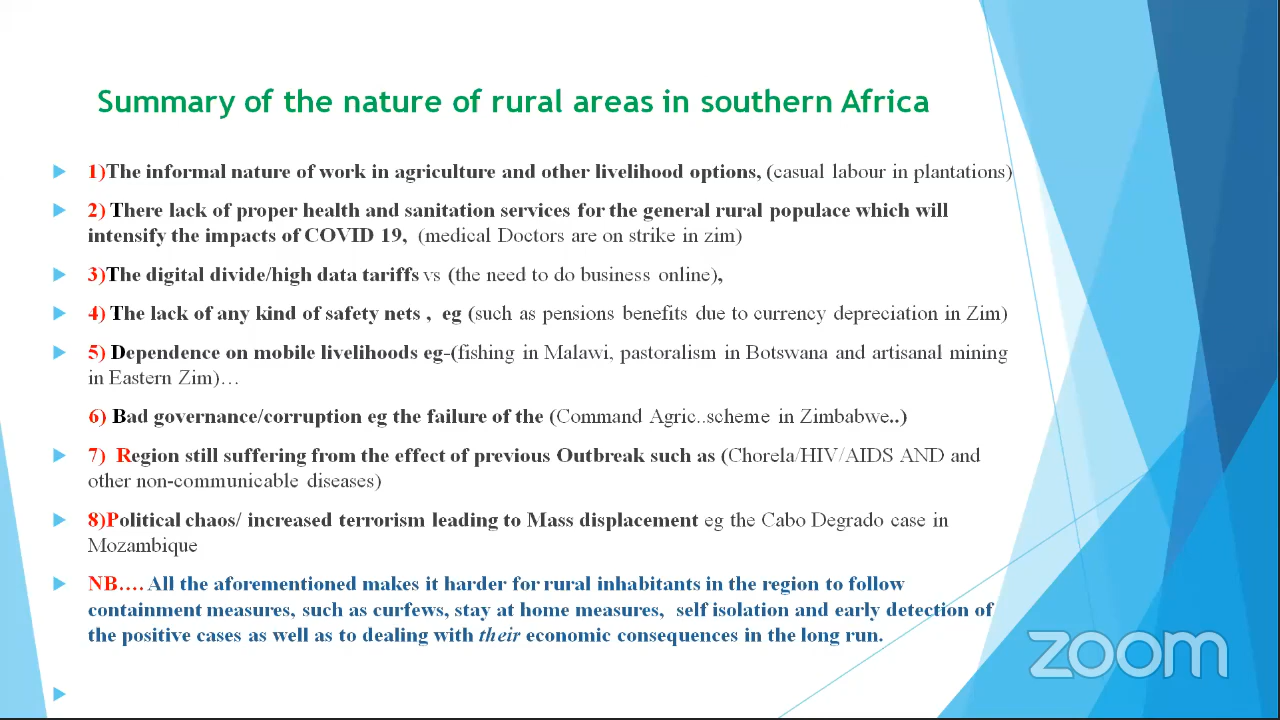 Summary of the nature of rural areas in southern Africa
1)The informal nature of work in agriculture and other livelihood options, (casual labour in plantations)
2) There lack of proper health and sanitation services for the general rural populace which will
intensify the impacts of COVID 19, (medical Doctors are on strike in zim)
3)The digital divide/high data tariffs vs (the need to do business online),
4) The lack of any kind of safety nets , eg (such as pensions benefits due to currency depreciation in Zim)
5) Dependence on mobile livelihoods eg-(fishing in Malawi, pastoralism in Botswana and artisanal mining
in Eastern Zim)…
6) Bad governance/corruption eg the failure of the (Command Agric..scheme in Zimbabwe..)
7) Region still suffering from the effect of previous Outbreak such as (Chorela/HIV/AIDS AND and
other non-communicable diseases)
8)Political chaos/ increased terrorism leading to Mass displacement eg the Cabo Degrado case in
Mozambique
NB…. All the aforementioned makes it harder for rural inhabitants in the region to follow
containment measures, such as curfews, stay at home measures, self isolation and early detection of
the positive cases as well as to dealing with their economic consequences in the long run.
zoom